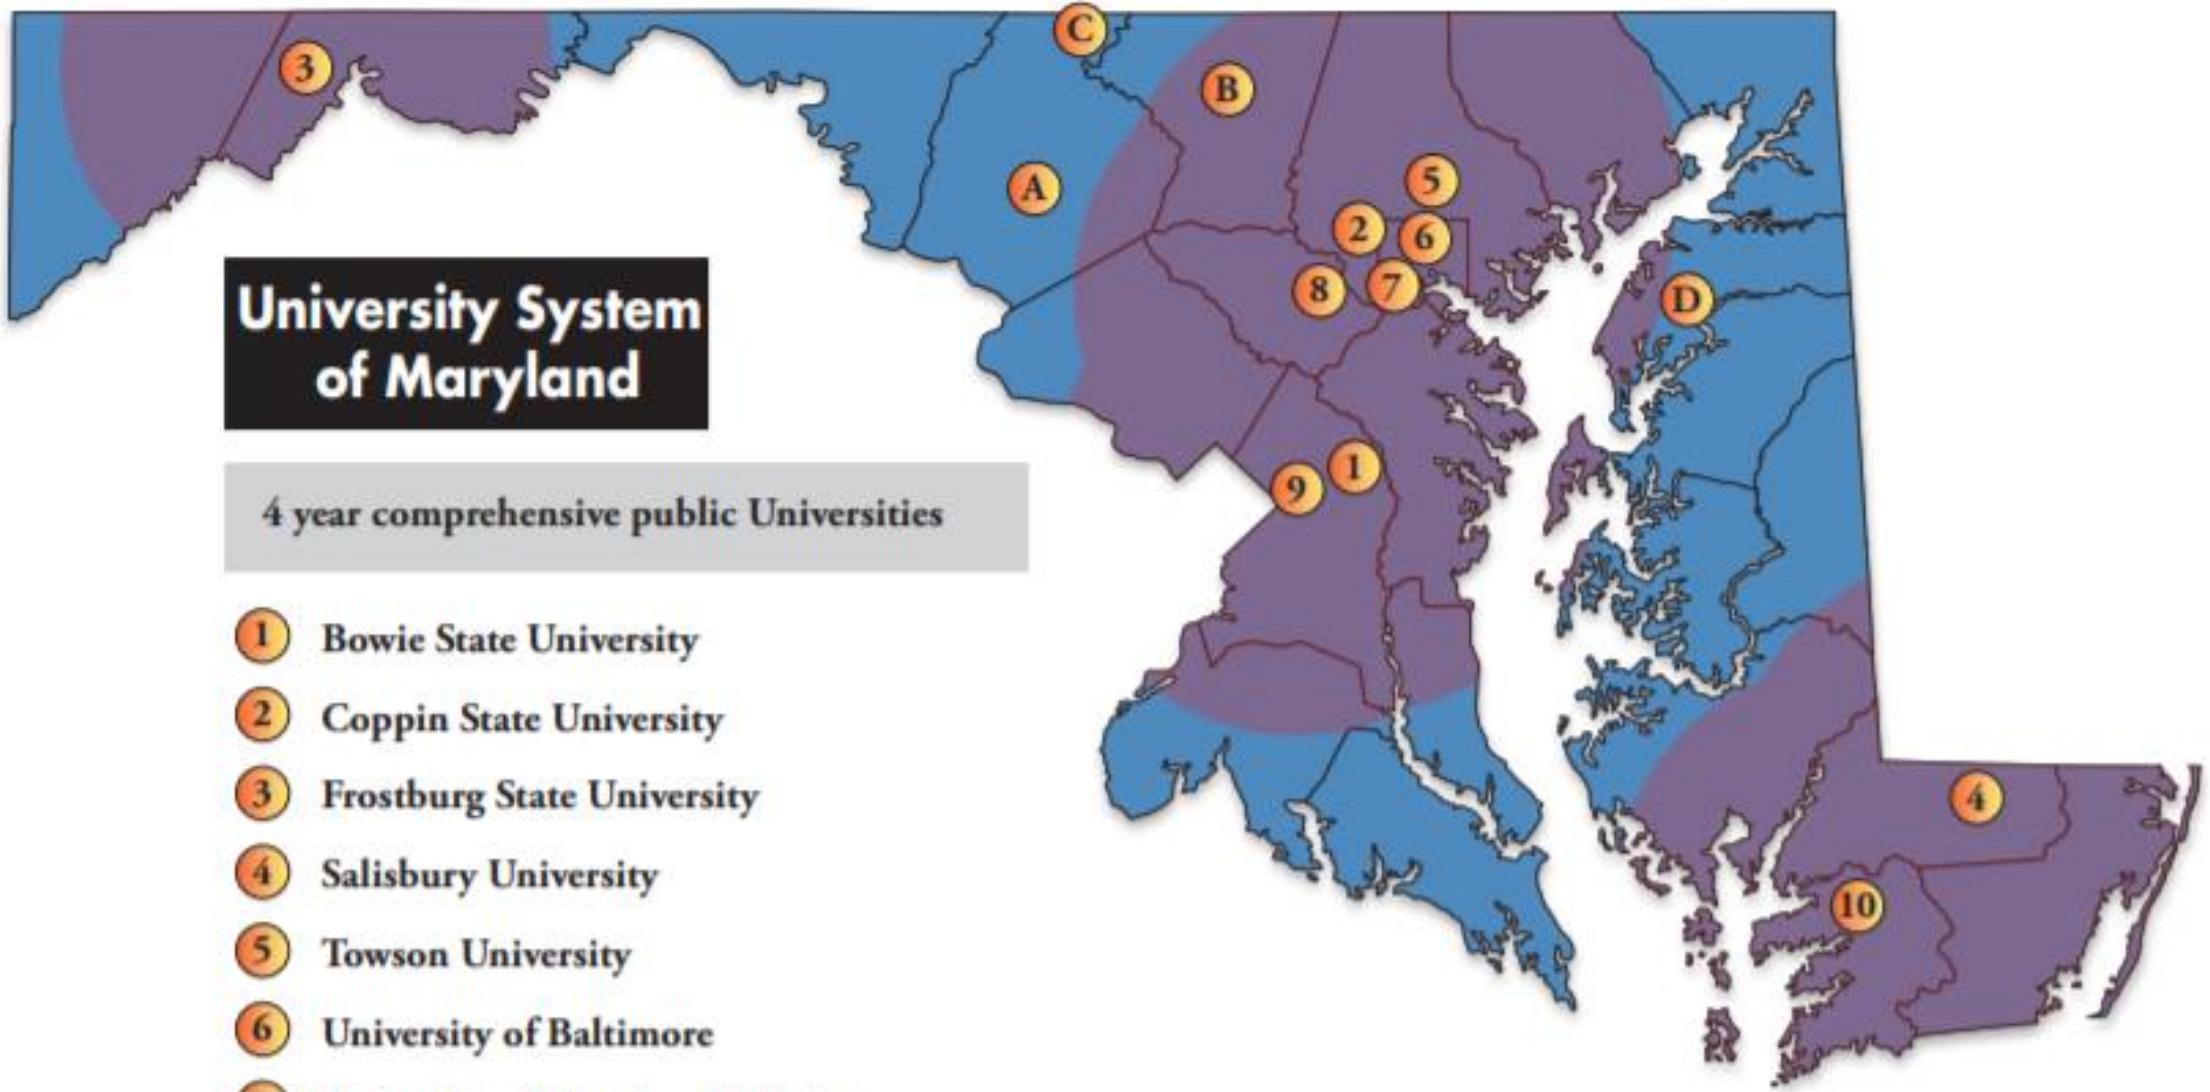 C
3
B
5
A
2
6
8
7
D
University System
of Maryland
1
9
4 year comprehensive public Universities
1 Bowie State University
2 Coppin State University
3 Frostburg State University
4
4 Salisbury University
10
5 Towson University
6 University of Baltimore